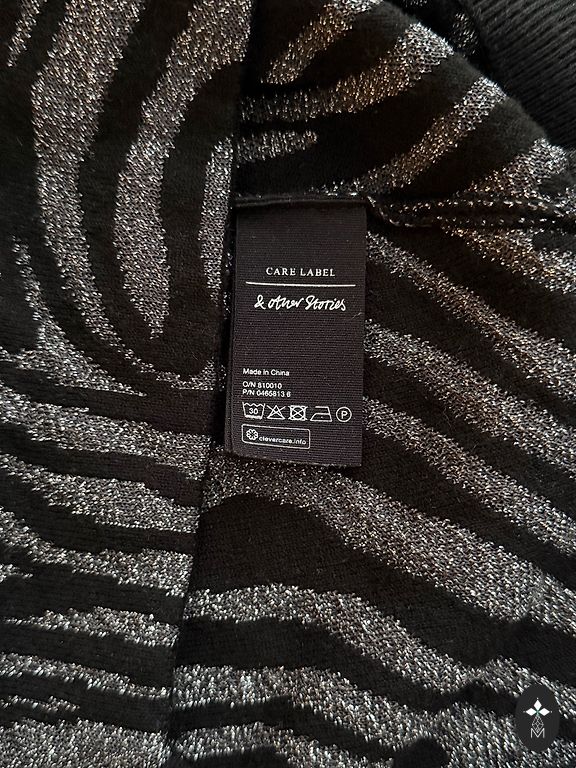 CARE LABEL
& other Stories
Made in China
O/N 810010
P/N 0465813 6
30 P
clevercare.info
M